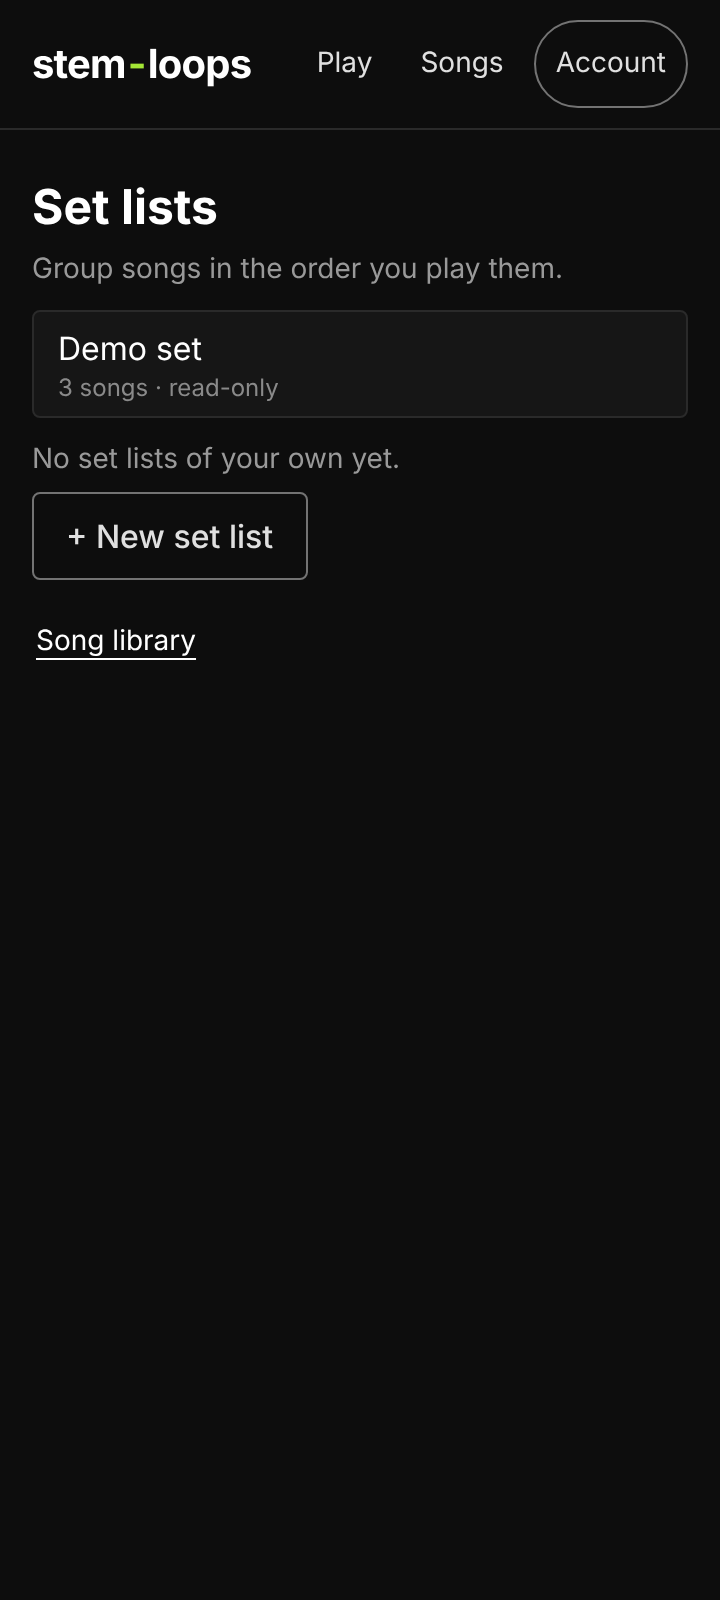 stem-loops
Play
Songs
Account
Set lists
Group songs in the order you play them.
Demo set
3 songs · read-only
No set lists of your own yet.
+ New set list
Song library